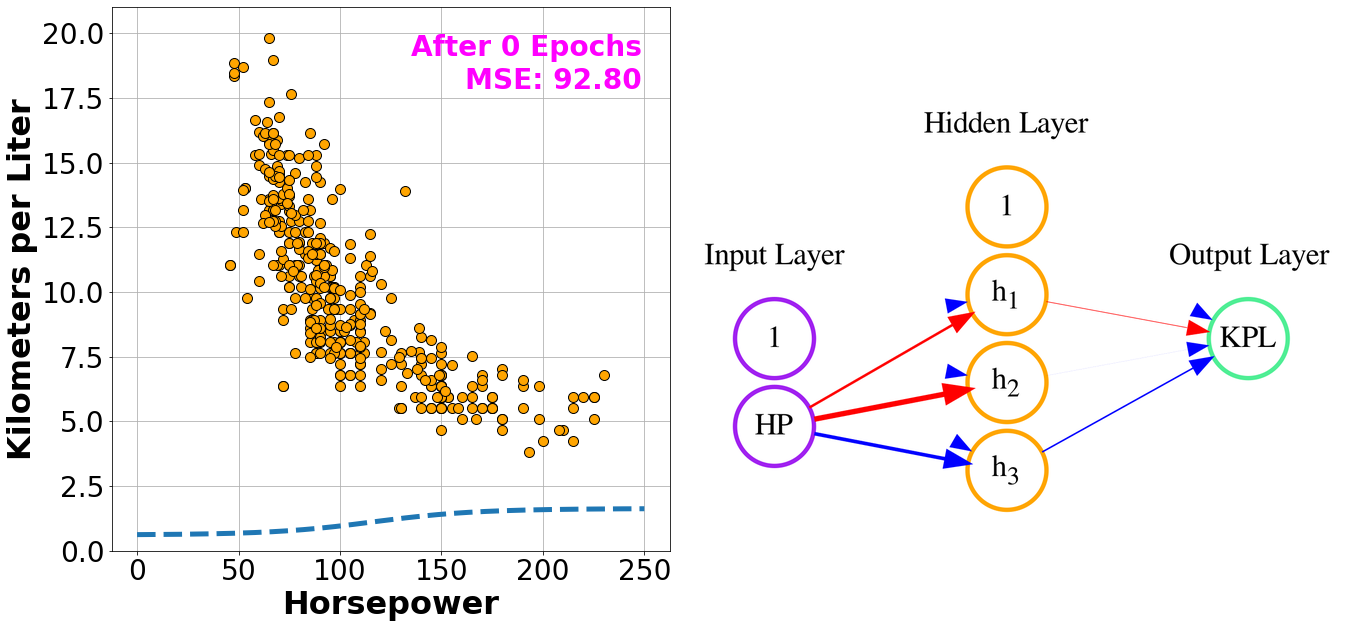 After 0 Epochs
MSE: 92.80
Kilometers per Liter
20.0
17.5
15.0
12.5
10.0
7.5
5.0
2.5
0.0
0 50 100 150 200 250
Horsepower
Hidden Layer
Input Layer
Output Layer
1
h1
h2
h3
1
HP
KPL